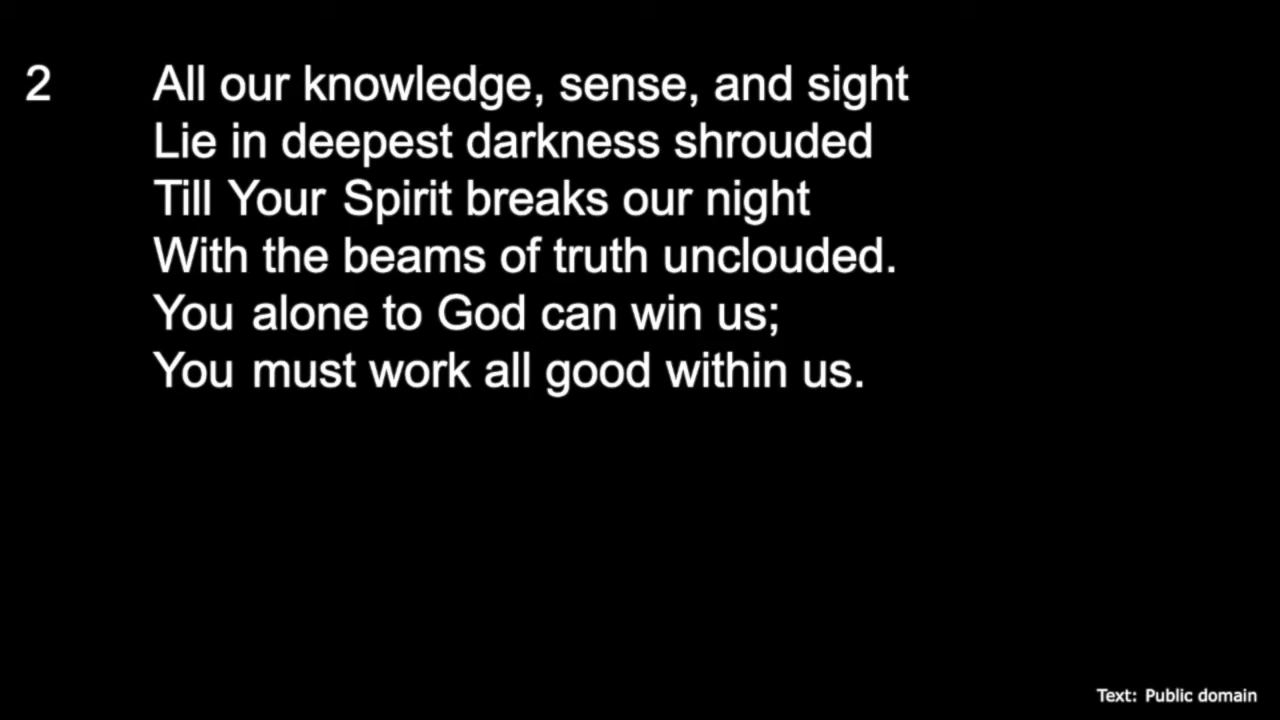 2 All our knowledge, sense, and sight
Lie in deepest darkness shrouded
Till Your Spirit breaks our night
With the beams of truth unclouded.
You alone to God can win us;
You must work all good within us.
Text: Public domain